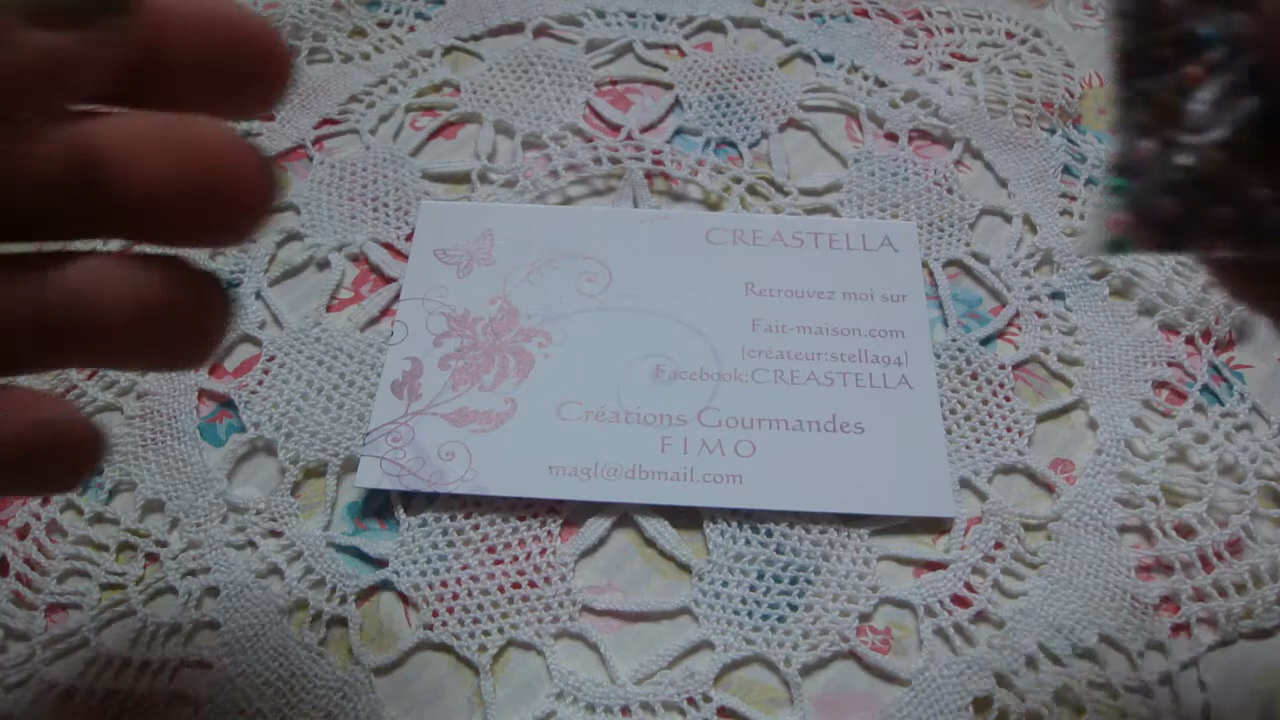 CREASTELLA
Retrouvez moi sur
Fait-maison.com
(créateur:stella94)
Facebook:CREASTELLA
Créations Gourmandes
FIMO
magl@dbmail.com